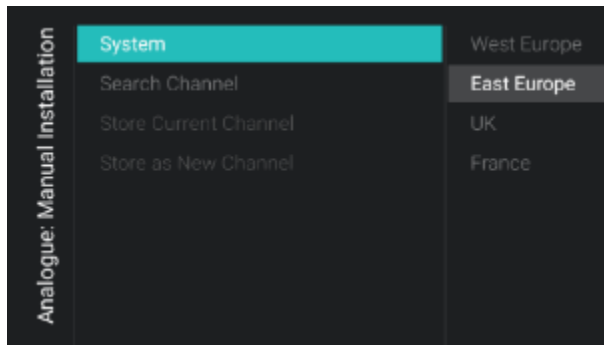 Analogue: Manual Installation
System
Search Channel
Store Current Channel
Store as New Channel
West Europe
East Europe
UK
France